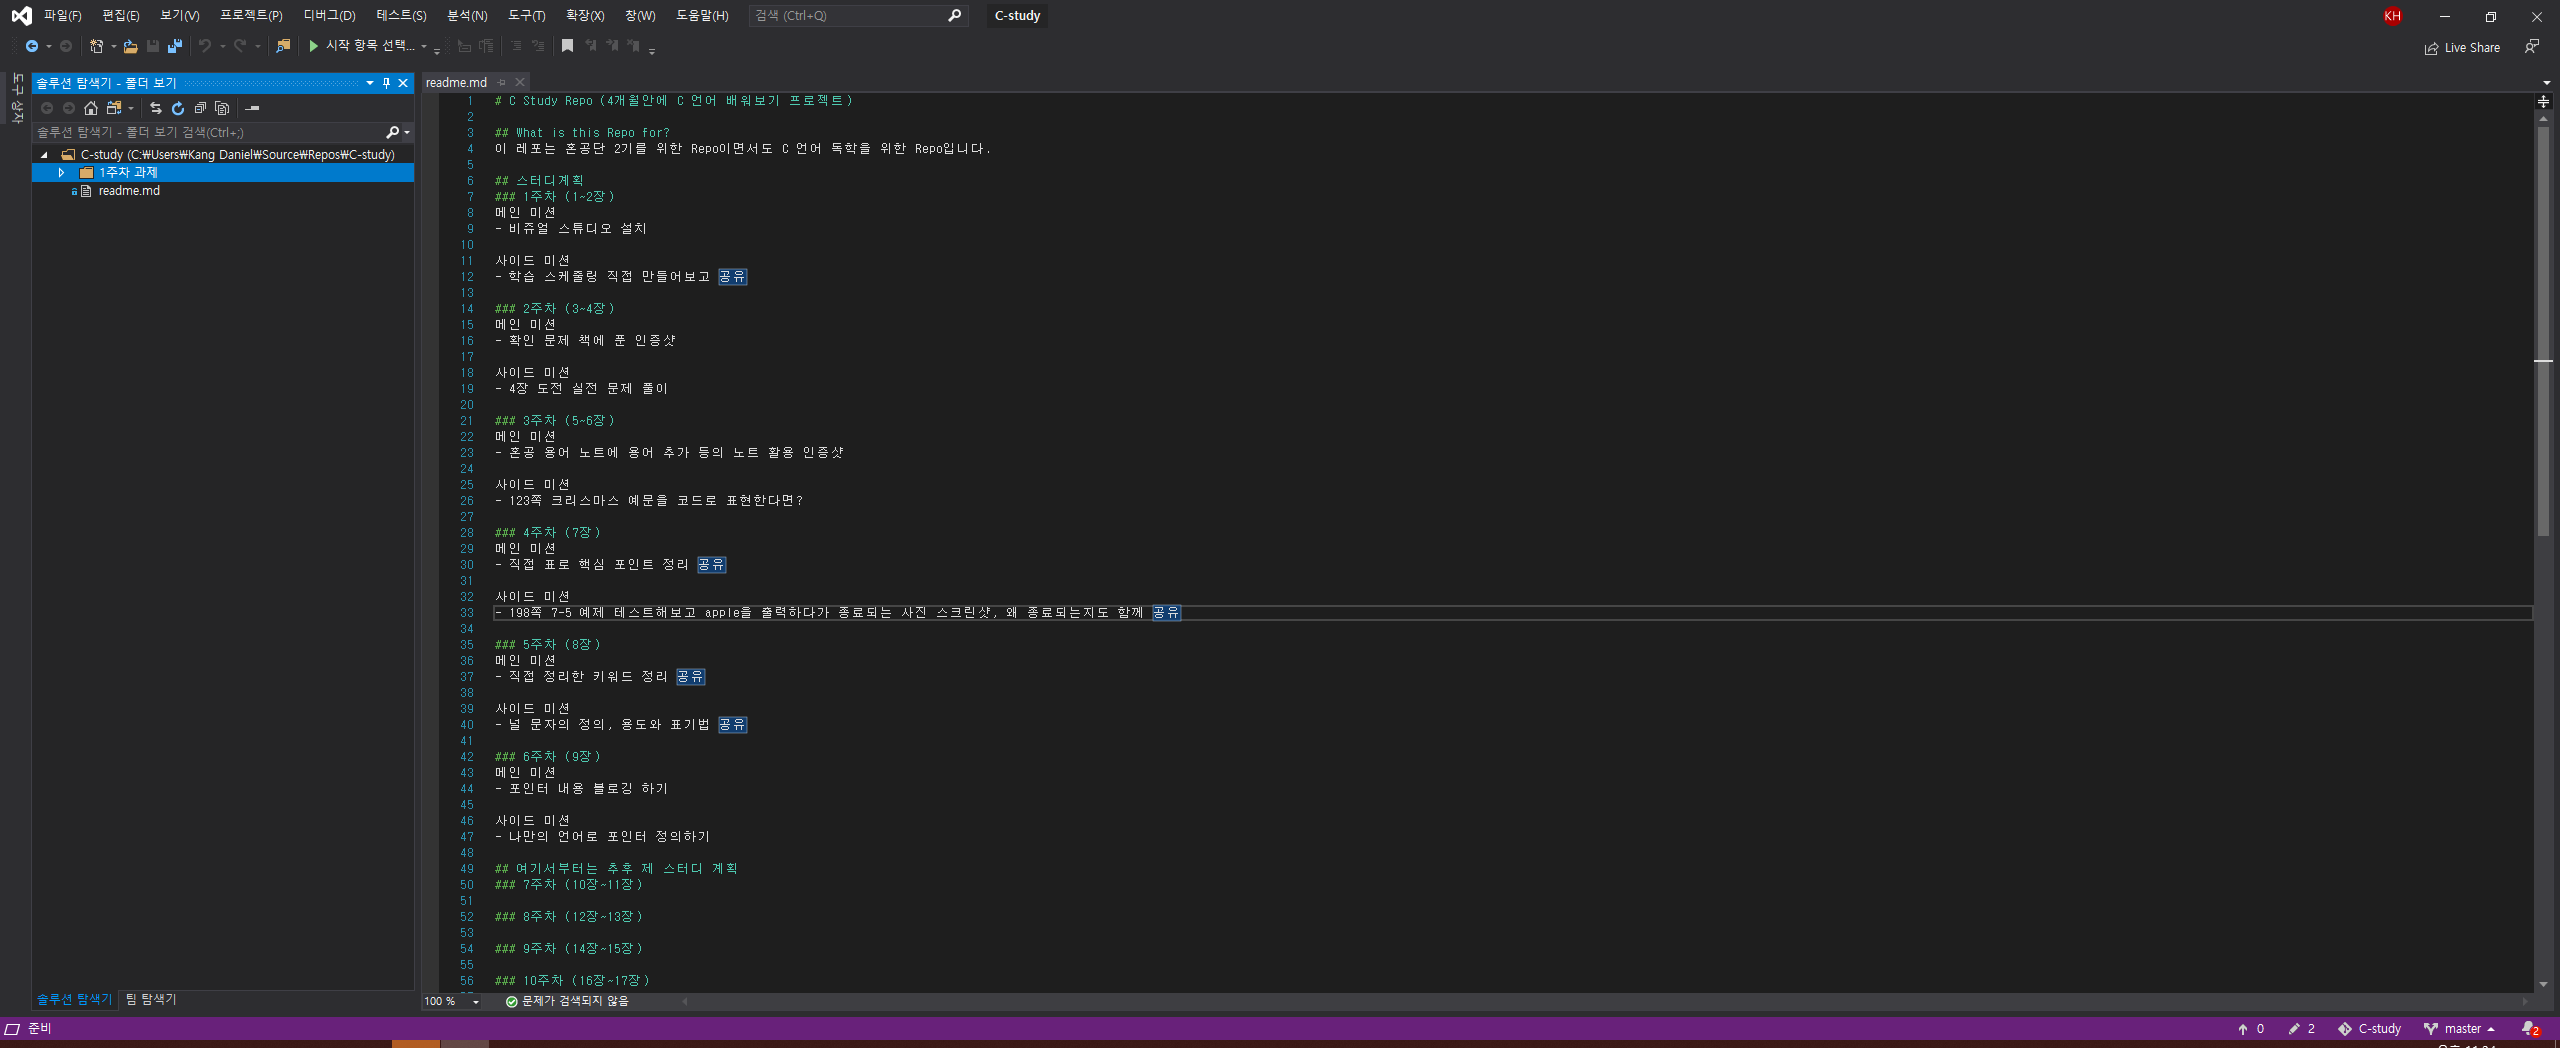 파일(F) 편집(E) 보기(V) 프로젝트(P) 디버그(D) 테스트(S) 분석(N) 도구(T) 확장(X) 창(W) 도움말(H) 검색 (Ctrl+Q) C-study KH
시작 항목 선택... Live Share
도구 상자
솔루션 탐색기 - 폴더 보기
솔루션 탐색기 - 폴더 보기 검색(Ctrl+;)
C-study (C:₩Users₩Kang Daniel₩Source₩Repos₩C-study)
1주차 과제
readme.md
솔루션 탐색기 팀 탐색기
readme.md
1 # C Study Repo (4개월안에 C 언어 배워보기 프로젝트)
2
3 ## What is this Repo for?
4 이 레포는 혼공단 2기를 위한 Repo이면서도 C 언어 독학을 위한 Repo입니다.
5
6 ## 스터디계획
7 ### 1주차 (1~2장)
8 메인 미션
9 - 비쥬얼 스튜디오 설치
10
11 사이드 미션
12 - 학습 스케줄링 직접 만들어보고 공유
13
14 ### 2주차 (3~4장)
15 메인 미션
16 - 확인 문제 책에 푼 인증샷
17
18 사이드 미션
19 - 4장 도전 실전 문제 풀이
20
21 ### 3주차 (5~6장)
22 메인 미션
23 - 혼공 용어 노트에 용어 추가 등의 노트 활용 인증샷
24
25 사이드 미션
26 - 123쪽 크리스마스 예문을 코드로 표현한다면?
27
28 ### 4주차 (7장)
29 메인 미션
30 - 직접 표로 핵심 포인트 정리 공유
31
32 사이드 미션
33 - 198쪽 7-5 예제 테스트해보고 apple을 출력하다가 종료되는 사진 스크린샷, 왜 종료되는지도 함께 공유
34
35 ### 5주차 (8장)
36 메인 미션
37 - 직접 정리한 키워드 정리 공유
38
39 사이드 미션
40 - 널 문자의 정의, 용도와 표기법 공유
41
42 ### 6주차 (9장)
43 메인 미션
44 - 포인터 내용 블로깅 하기
45
46 사이드 미션
47 - 나만의 언어로 포인터 정의하기
48
49 ## 여기서부터는 추후 제 스터디 계획
50 ### 7주차 (10장~11장)
51
52 ### 8주차 (12장~13장)
53
54 ### 9주차 (14장~15장)
55
56 ### 10주차 (16장~17장)
100 % 문제가 검색되지 않음
준비 0 2 C-study master 2